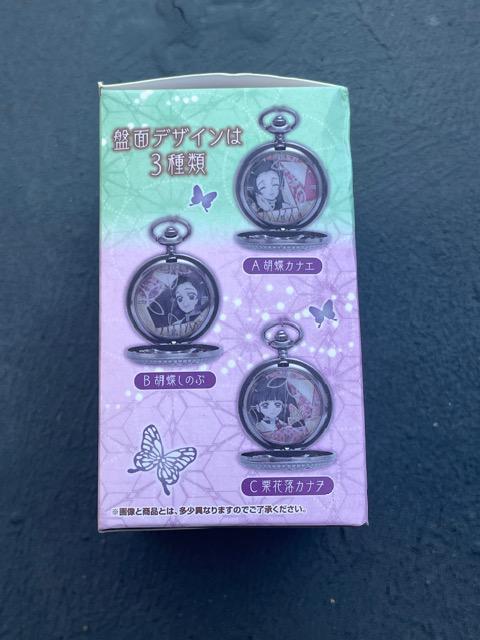 盤面デザインは
3種類
A 胡蝶カナエ
B 胡蝶しのぶ
C 栗花落カナヲ
※画像と商品とは、多少異なりますのでご了承ください。